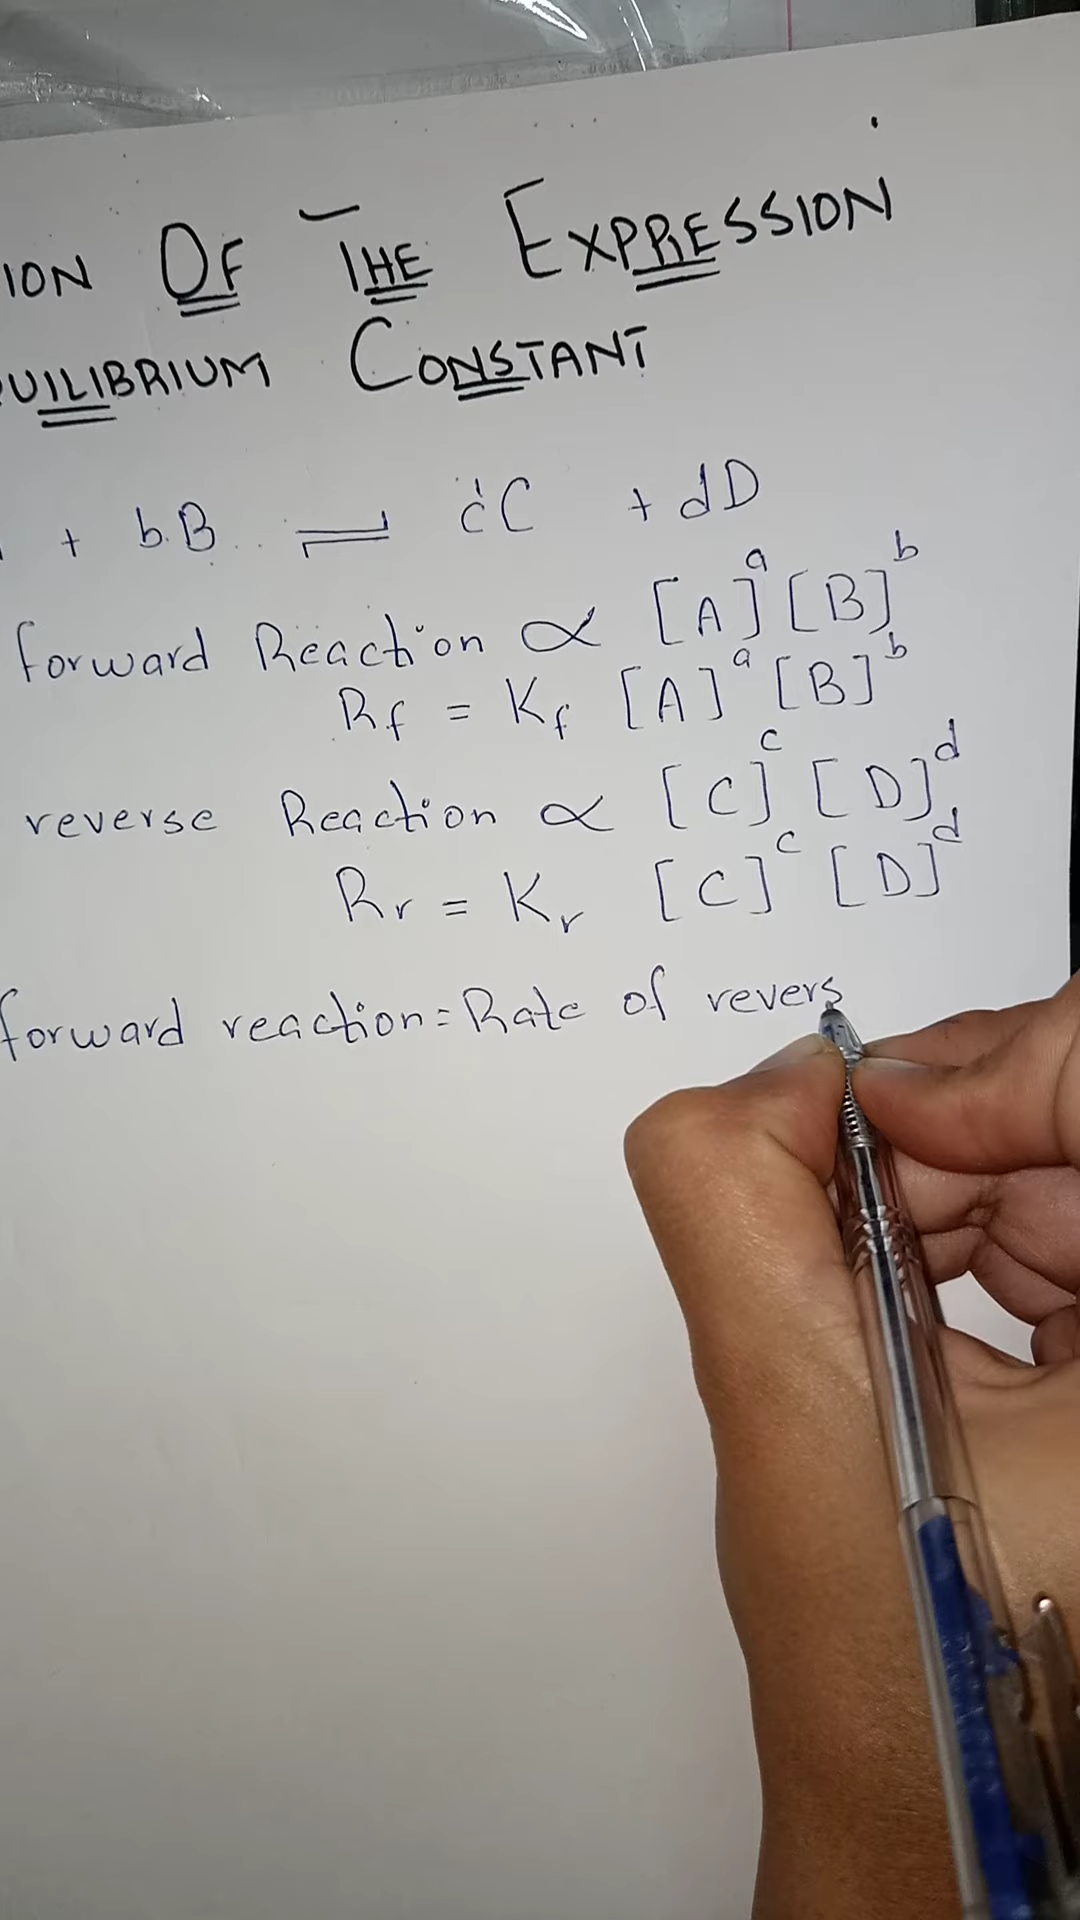 ION OF THE EXPRESSION
UILIBRIUM CONSTANT
+ bB ⇌ cC + dD
forward Reaction ∝ [A]ᵃ[B]ᵇ
Rf = Kf [A]ᵃ[B]ᵇ
reverse Reaction ∝ [C]ᶜ[D]ᵈ
Rr = Kr [C]ᶜ[D]ᵈ
forward reaction = Rate of revers